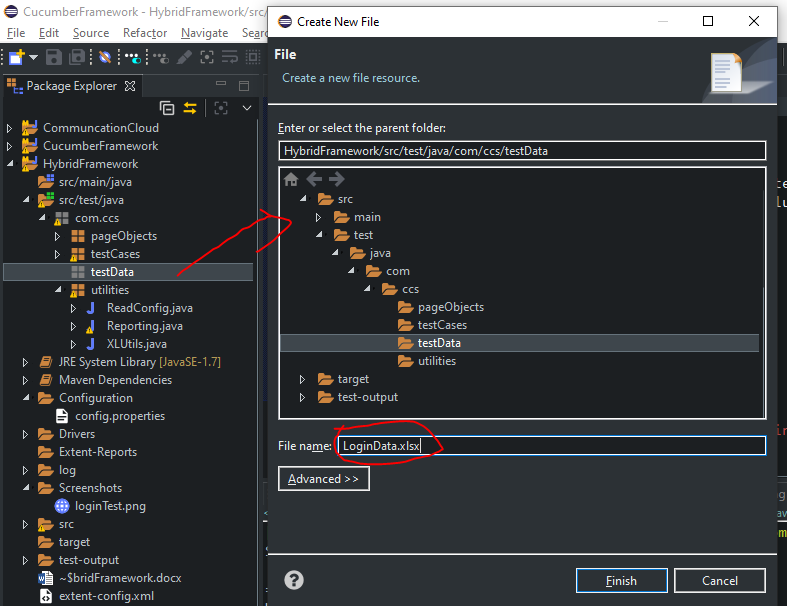 CucumberFramework - HybridFramework/src/
File Edit Source Refactor Navigate Sear
Package Explorer
CommuncationCloud
CucumberFramework
HybridFramework
src/main/java
src/test/java
com.ccs
pageObjects
testCases
testData
utilities
ReadConfig.java
Reporting.java
XLUtils.java
JRE System Library [JavaSE-1.7]
Maven Dependencies
Configuration
config.properties
Drivers
Extent-Reports
log
Screenshots
loginTest.png
src
target
test-output
~$bridFramework.docx
extent-config.xml
Create New File
File
Create a new file resource.
Enter or select the parent folder:
HybridFramework/src/test/java/com/ccs/testData
src
main
test
java
com
ccs
pageObjects
testCases
testData
utilities
target
test-output
File name: LoginData.xlsx
Advanced >>
?
Finish Cancel